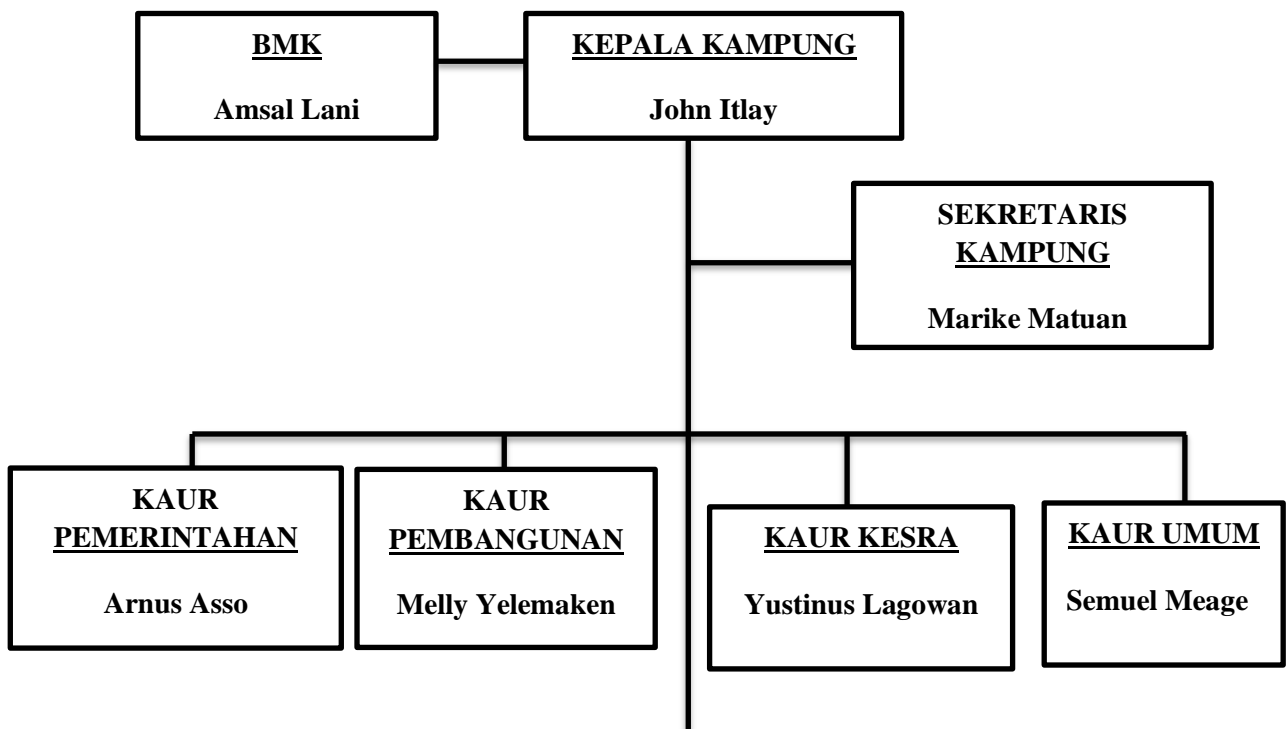 BMK
Amsal Lani
KEPALA KAMPUNG
John Itlay
SEKRETARIS
KAMPUNG
Marike Matuan
KAUR
PEMERINTAHAN
Arnus Asso
KAUR
PEMBANGUNAN
Melly Yelemaken
KAUR KESRA
Yustinus Lagowan
KAUR UMUM
Semuel Meage